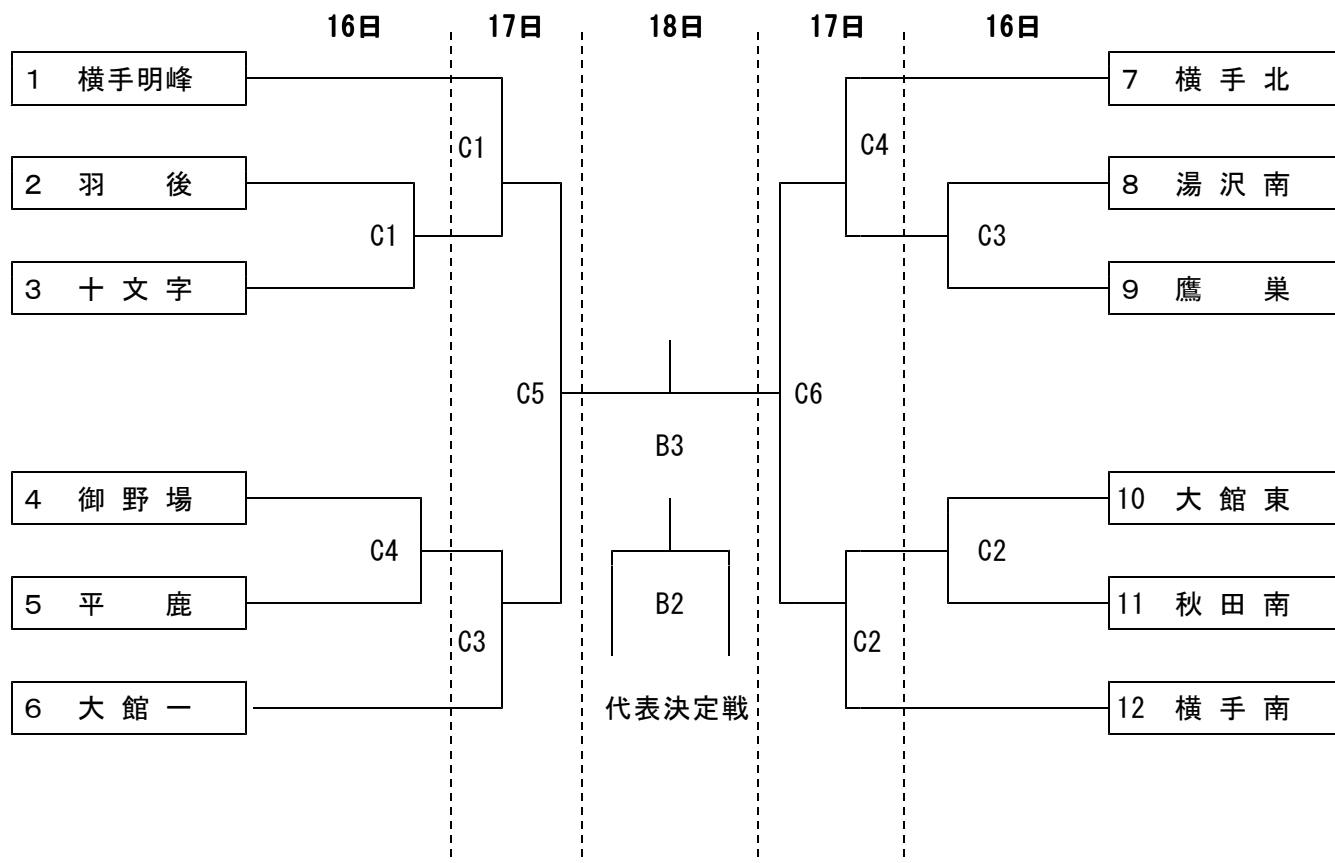 16日 17日 18日 17日 16日
1 横手明峰
7 横手北
C1
C4
2 羽後
8 湯沢南
C1
C3
3 十文字
9 鷹巣
C5
C6
B3
4 御野場
10 大館東
C4
C2
5 平鹿
B2
11 秋田南
C3
C2
6 大館一
代表決定戦
12 横手南